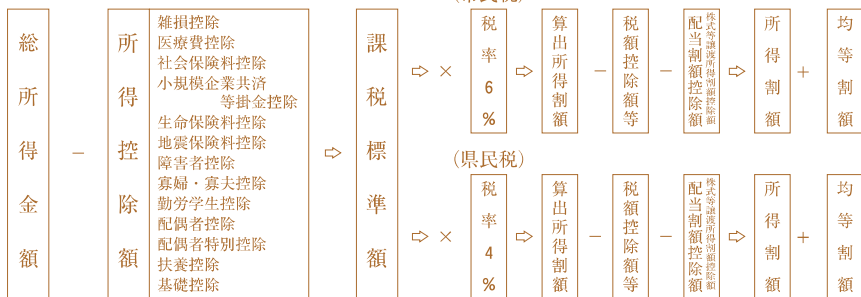 総所得金額
－
所得控除額
雑損控除
医療費控除
社会保険料控除
小規模企業共済
等掛金控除
生命保険料控除
地震保険料控除
障害者控除
寡婦・寡夫控除
勤労学生控除
配偶者控除
配偶者特別控除
扶養控除
基礎控除
⇨
課税標準額
⇨ ×
税率6%
⇨
算出所得割額
－
税額控除額等
－
配当割額控除額
株式等譲渡所得割額控除額
⇨
所得割額
＋
均等割額
(県民税)
⇨ ×
税率4%
⇨
算出所得割額
－
税額控除額等
－
配当割額控除額
株式等譲渡所得割額控除額
⇨
所得割額
＋
均等割額